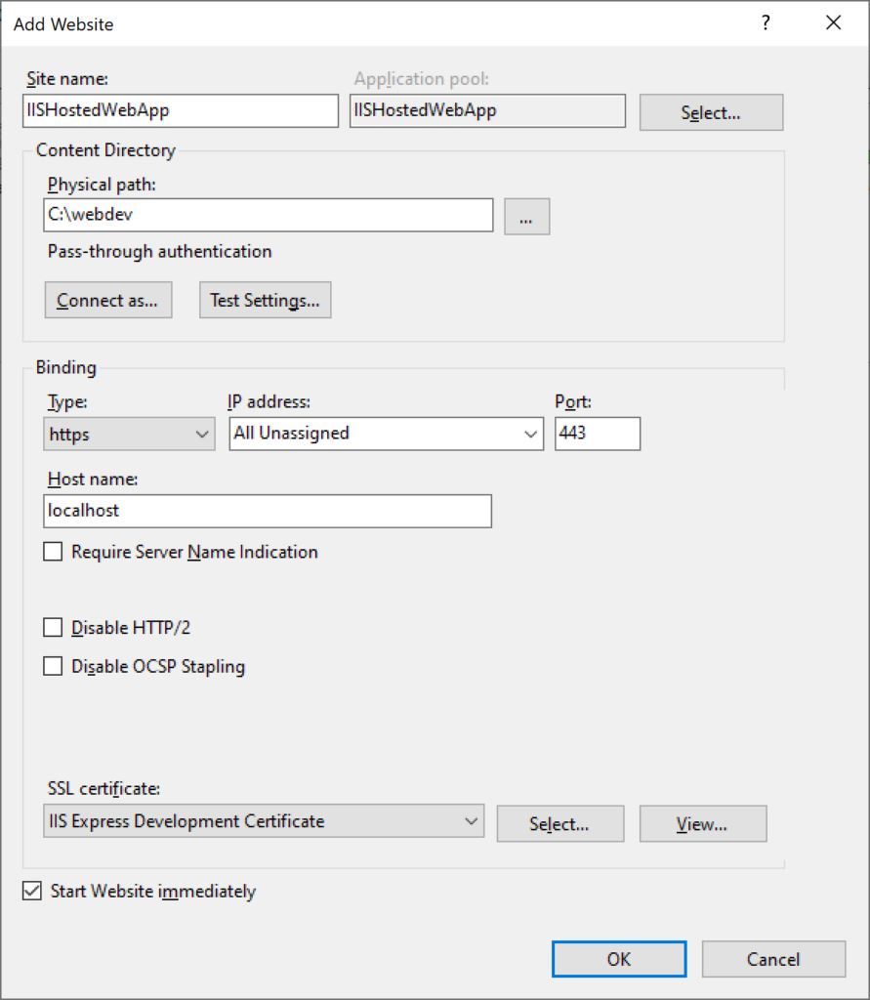 Add Website
?
Site name:
Application pool:
IISHostedWebApp
IISHostedWebApp
Select...
Content Directory
Physical path:
C:\webdev
...
Pass-through authentication
Connect as...
Test Settings...
Binding
Type:
IP address:
Port:
https
All Unassigned
443
Host name:
localhost
Require Server Name Indication
Disable HTTP/2
Disable OCSP Stapling
SSL certificate:
IIS Express Development Certificate
Select...
View...
Start Website immediately
OK
Cancel